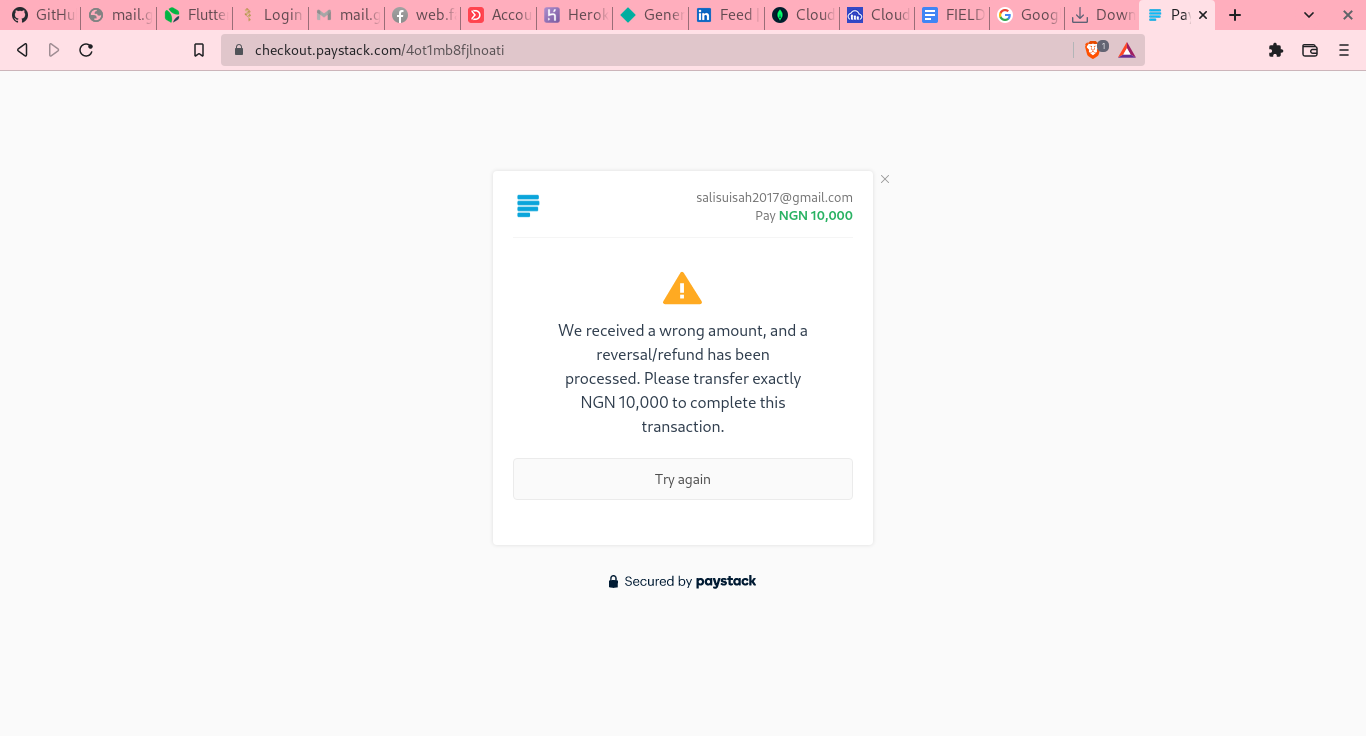 GitHu mail.g Flutte Login mail.g web.fa Accou Herok Gener Feed | Cloud Cloud FIELD Goog Down Pay
checkout.paystack.com/4ot1mb8fjlnoati
1
salisuisah2017@gmail.com
Pay NGN 10,000
We received a wrong amount, and a
reversal/refund has been
processed. Please transfer exactly
NGN 10,000 to complete this
transaction.
Try again
Secured by paystack